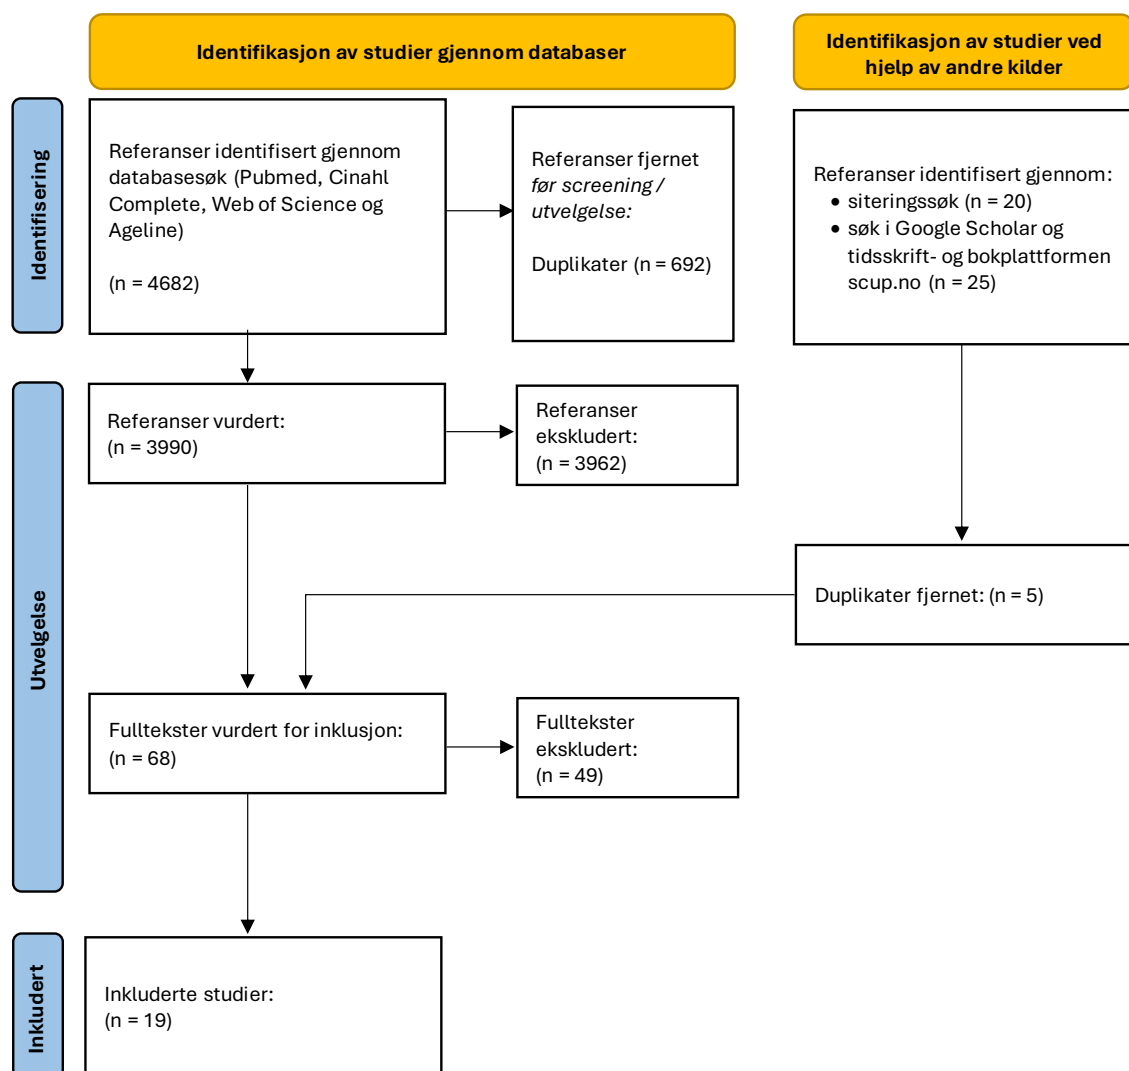 Identifikasjon av studier gjennom databaser
Identifikasjon av studier ved
hjelp av andre kilder
Identifisering
Referanser identifisert gjennom
databasesøk (Pubmed, Cinahl
Complete, Web of Science og
Ageline)
(n = 4682)
Referanser fjernet
før screening /
utvelgelse:
Duplikater (n = 692)
Referanser identifisert gjennom:
• siteringssøk (n = 20)
• søk i Google Scholar og
tidsskrift- og bokplattformen
scup.no (n = 25)
Utvelgelse
Referanser vurdert:
(n = 3990)
Referanser
ekskludert:
(n = 3962)
Duplikater fjernet: (n = 5)
Fulltekster vurdert for inklusjon:
(n = 68)
Fulltekster
ekskludert:
(n = 49)
Inkludert
Inkluderte studier:
(n = 19)